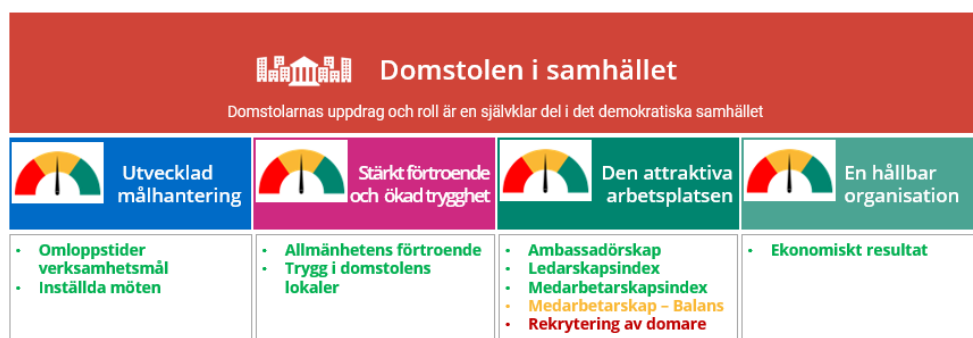 Domstolen i samhället
Domstolarnas uppdrag och roll är en självklar del i det demokratiska samhället
Utvecklad
målhantering
Stärkt förtroende
och ökad trygghet
Den attraktiva
arbetsplatsen
En hållbar
organisation
• Omloppstider
verksamhetsmål
• Inställda möten
• Allmänhetens förtroende
• Trygg i domstolens
lokaler
• Ambassadörskap
• Ledarskapsindex
• Medarbetarskapsindex
• Medarbetarskap – Balans
• Rekrytering av domare
• Ekonomiskt resultat